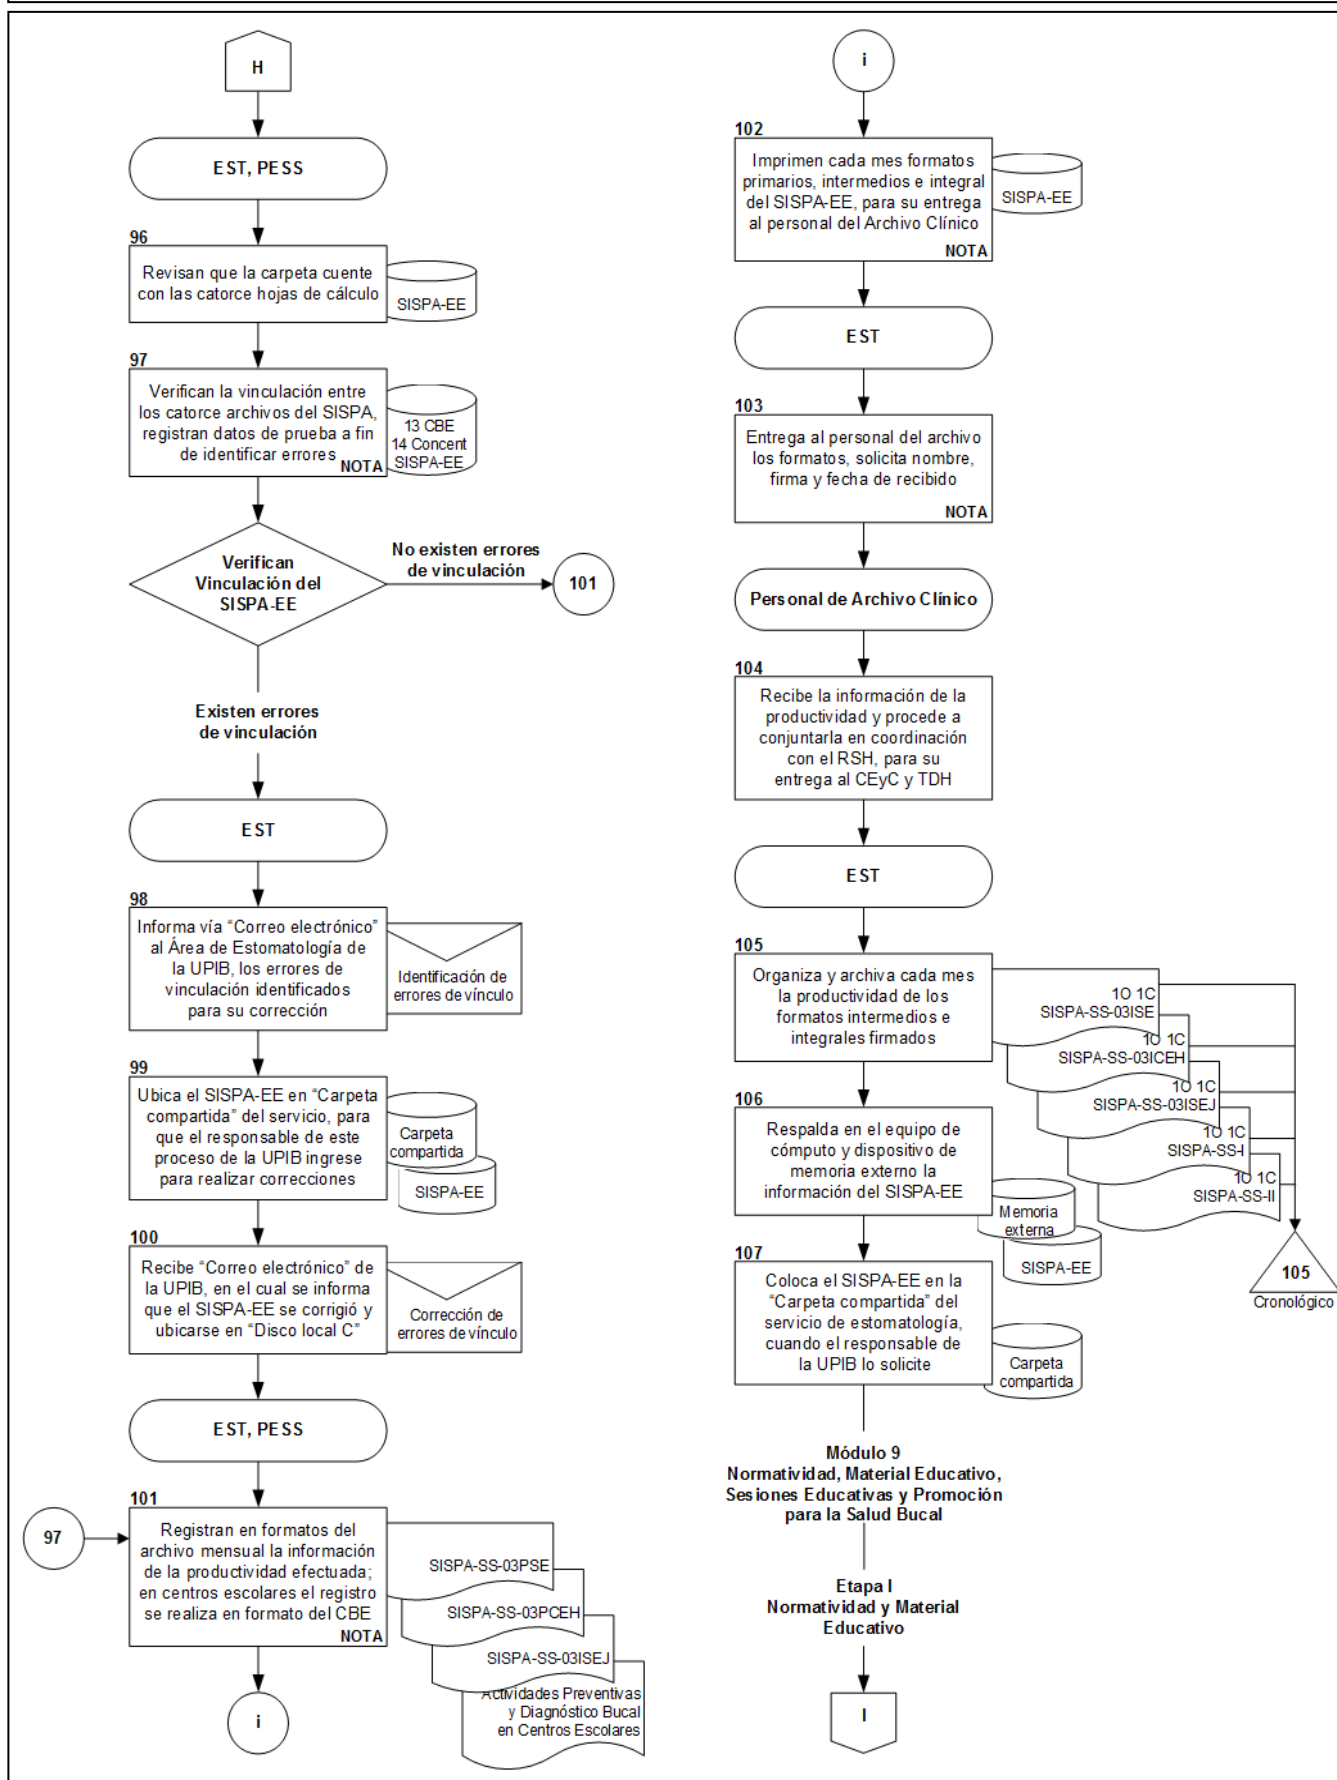 H
EST, PESS
96
Revisan que la carpeta cuente
con las catorce hojas de cálculo
SISPA-EE
97
Verifican la vinculación entre
los catorce archivos del SISPA,
registran datos de prueba a fin
de identificar errores
NOTA
13 CBE
14 Concent
SISPA-EE
Verifican
Vinculación del
SISPA-EE
No existen errores
de vinculación
101
Existen errores
de vinculación
EST
98
Informa vía “Correo electrónico”
al Área de Estomatología de
la UPIB, los errores de
vinculación identificados
para su corrección
Identificación de
errores de vínculo
99
Ubica el SISPA-EE en “Carpeta
compartida” del servicio, para
que el responsable de este
proceso de la UPIB ingrese
para realizar correcciones
Carpeta
compartida
SISPA-EE
100
Recibe “Correo electrónico” de
la UPIB, en el cual se informa
que el SISPA-EE se corrigió y
ubicarse en “Disco local C”
Corrección de
errores de vínculo
EST, PESS
101
97
Registran en formatos del
archivo mensual la información
de la productividad efectuada;
en centros escolares el registro
se realiza en formato del CBE
NOTA
SISPA-SS-03PSE
SISPA-SS-03PCEH
SISPA-SS-03ISEJ
Actividades Preventivas
y Diagnóstico Bucal
en Centros Escolares
i
i
102
Imprimen cada mes formatos
primarios, intermedios e integral
del SISPA-EE, para su entrega
al personal del Archivo Clínico
NOTA
SISPA-EE
EST
103
Entrega al personal del archivo
los formatos, solicita nombre,
firma y fecha de recibido
NOTA
Personal de Archivo Clínico
104
Recibe la información de la
productividad y procede a
conjuntarla en coordinación
con el RSH, para su
entrega al CEyC y TDH
EST
105
Organiza y archiva cada mes
la productividad de los
formatos intermedios e
integrales firmados
1O 1C
SISPA-SS-03ISE
1O 1C
SISPA-SS-03ICEH
1O 1C
SISPA-SS-03ISEJ
1O 1C
SISPA-SS-I
1O 1C
SISPA-SS-II
105
Cronológico
106
Respalda en el equipo de
cómputo y dispositivo de
memoria externo la
información del SISPA-EE
Memoria
externa
SISPA-EE
107
Coloca el SISPA-EE en la
“Carpeta compartida” del
servicio de estomatología,
cuando el responsable de
la UPIB lo solicite
Carpeta
compartida
Módulo 9
Normatividad, Material Educativo,
Sesiones Educativas y Promoción
para la Salud Bucal
Etapa I
Normatividad y Material
Educativo
I